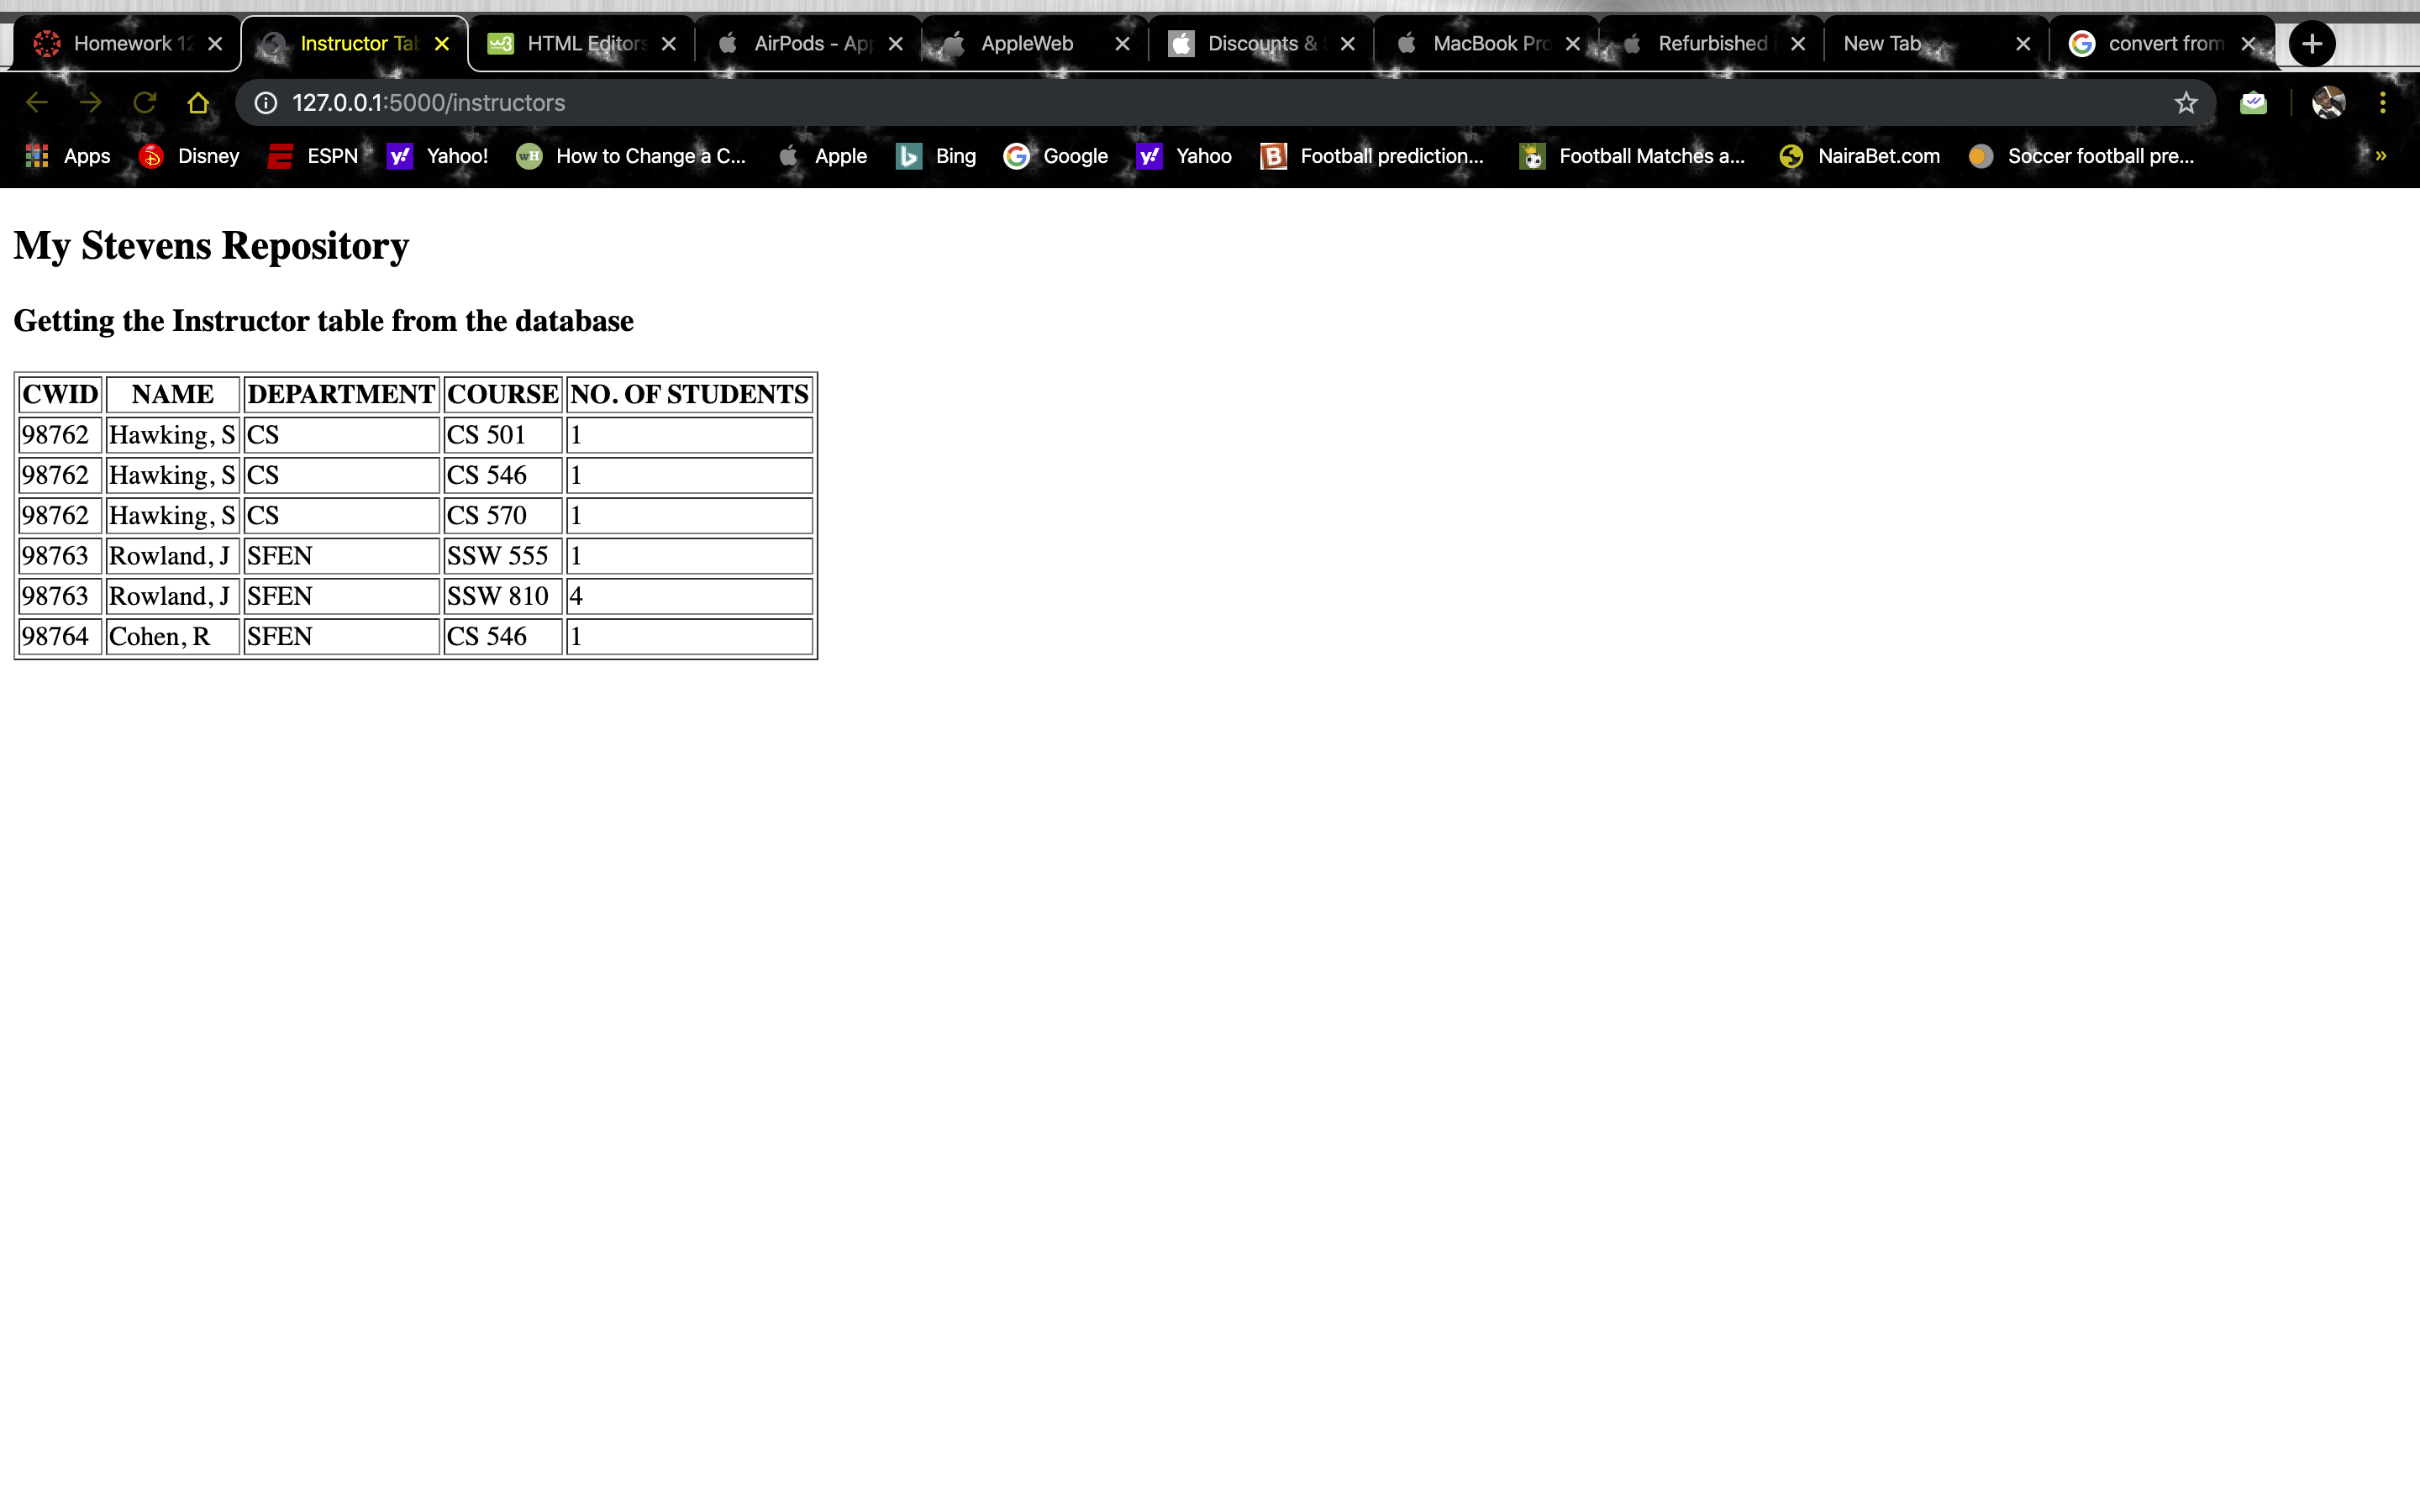 Homework 12 Instructor Tab HTML Editors AirPods - App AppleWeb Discounts & MacBook Pro Refurbished New Tab convert from
127.0.0.1:5000/instructors
Apps Disney ESPN Yahoo! How to Change a C... Apple Bing Google Yahoo Football prediction... Football Matches a... NairaBet.com Soccer football pre... »
My Stevens Repository
Getting the Instructor table from the database
CWID NAME DEPARTMENT COURSE NO. OF STUDENTS
98762 Hawking, S CS CS 501 1
98762 Hawking, S CS CS 546 1
98762 Hawking, S CS CS 570 1
98763 Rowland, J SFEN SSW 555 1
98763 Rowland, J SFEN SSW 810 4
98764 Cohen, R SFEN CS 546 1